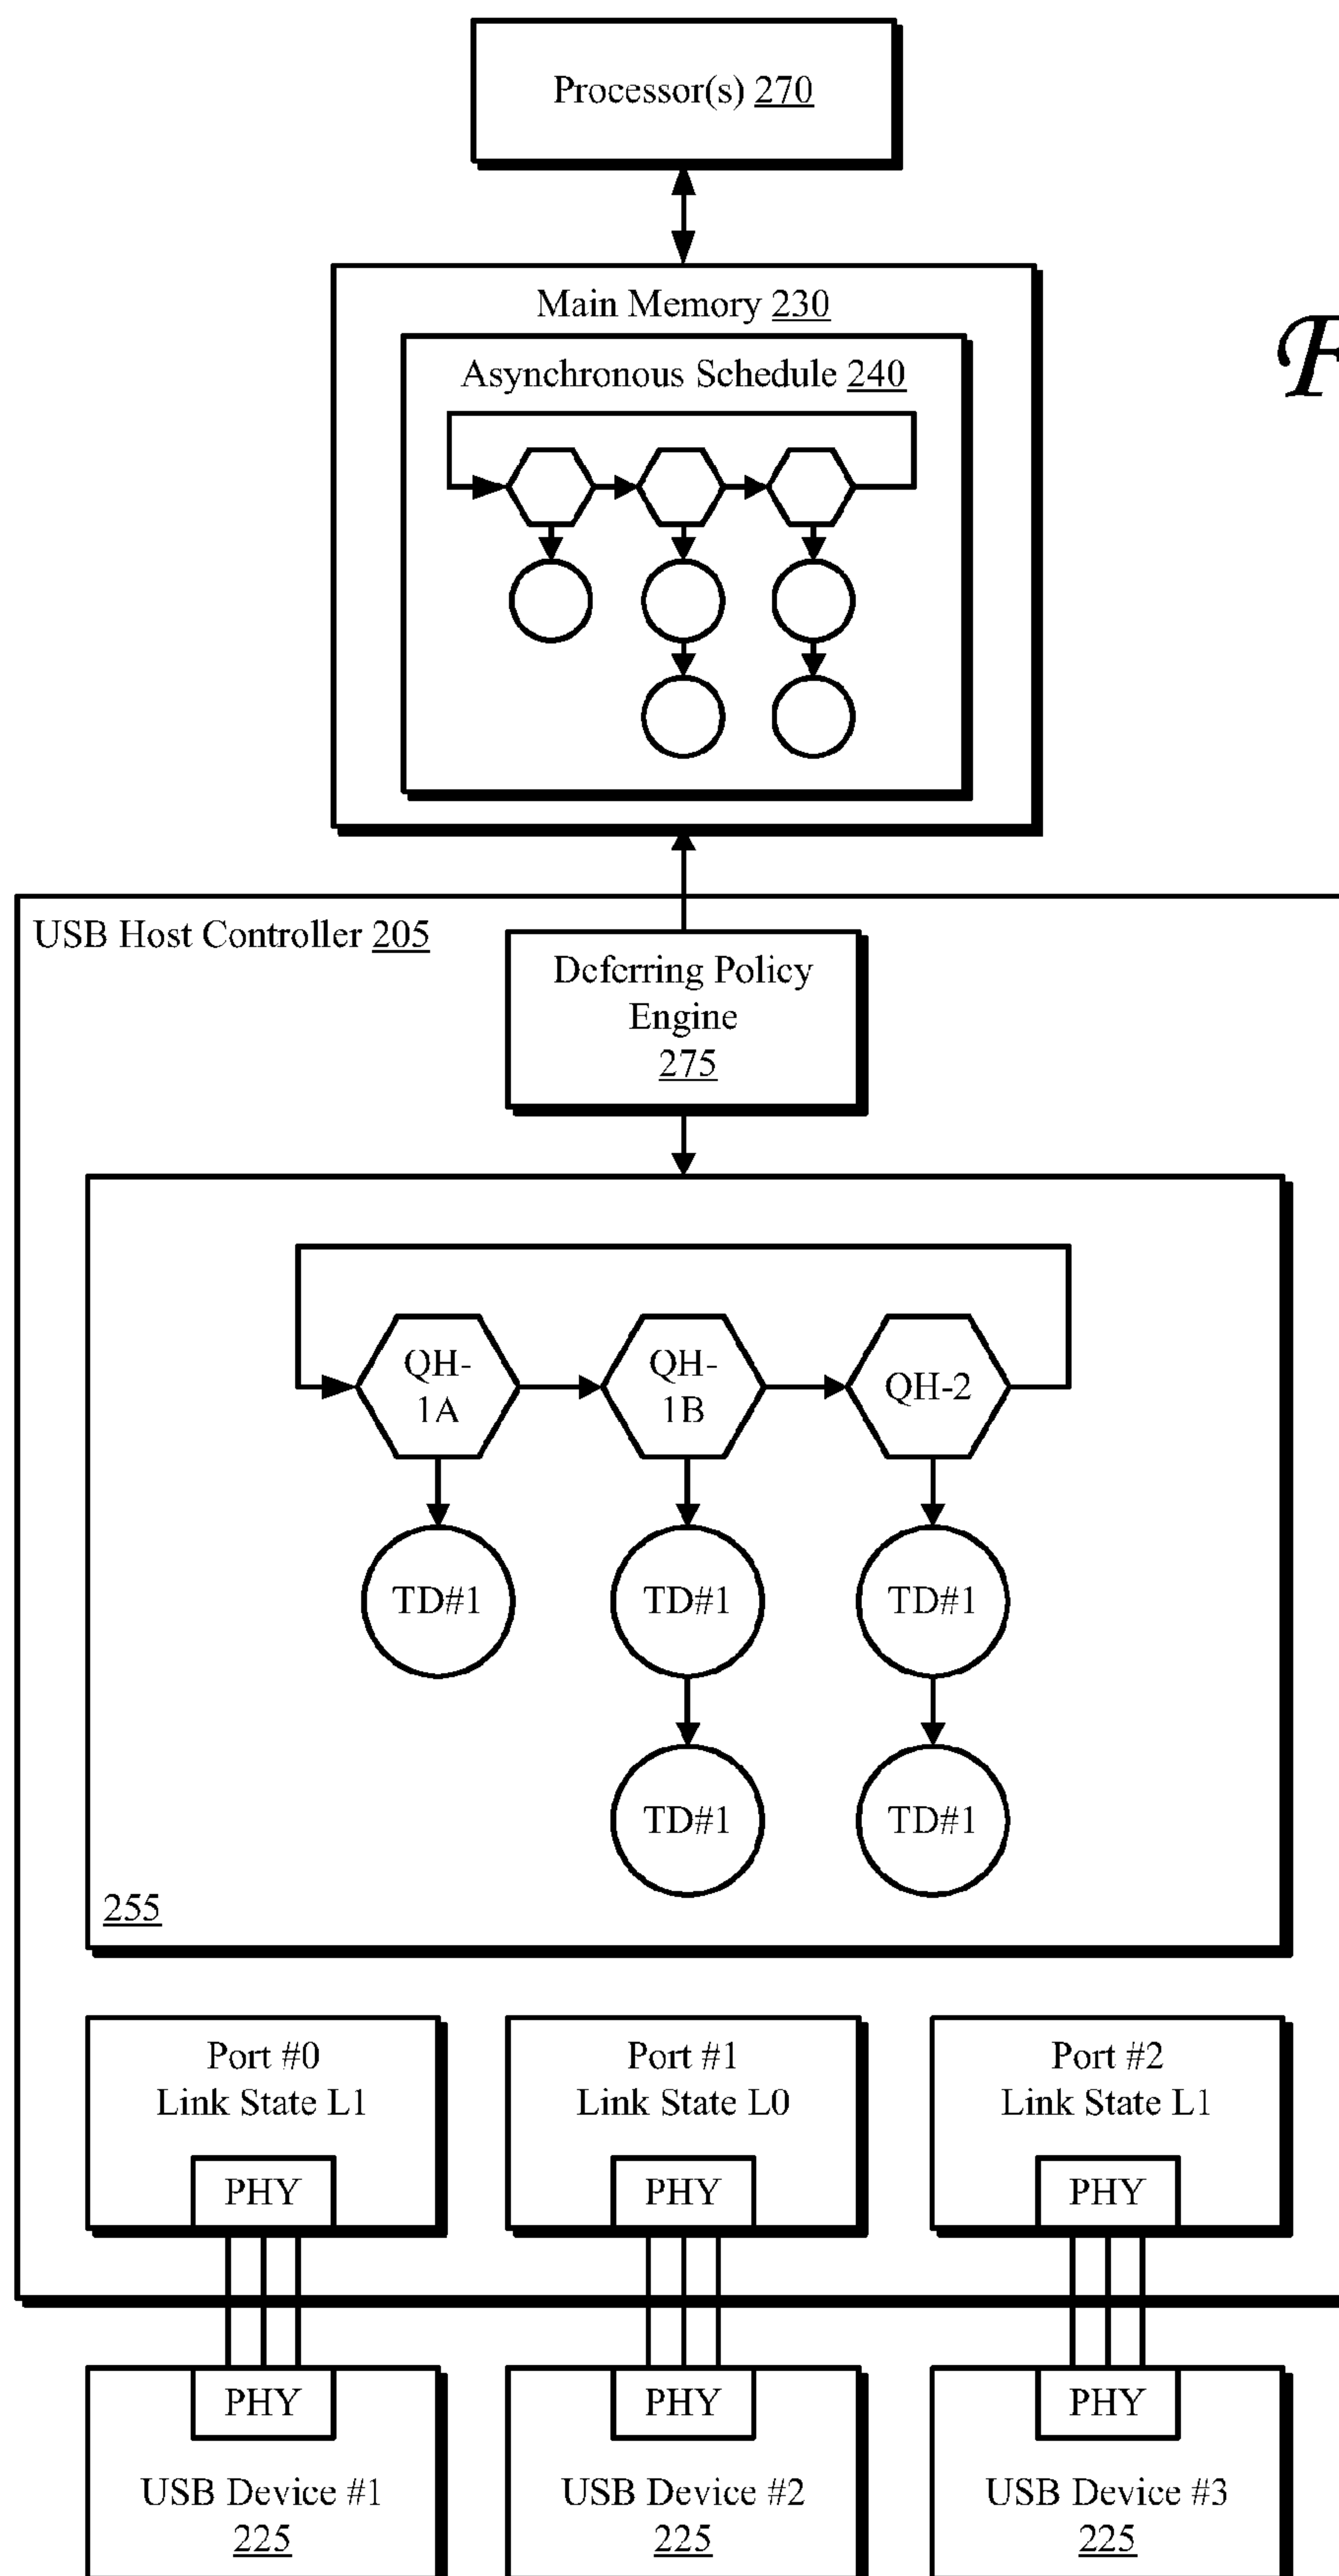 Processor(s) 270
Main Memory 230
Asynchronous Schedule 240
F
USB Host Controller 205
Deferring Policy
Engine
275
QH-
1A
QH-
1B
QH-2
TD#1
TD#1
TD#1
TD#1
TD#1
255
Port #0
Link State L1
PHY
Port #1
Link State L0
PHY
Port #2
Link State L1
PHY
PHY
USB Device #1
225
PHY
USB Device #2
225
PHY
USB Device #3
225